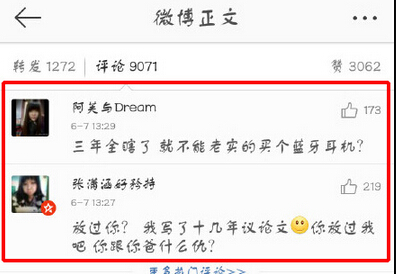 微博正文
转发 1272 评论 9071 赞 3062
阿芙与Dream 173
6-7 13:29
三年全瞎了 就不能老实的买个蓝牙耳机?
张满涵好矜持 219
6-7 13:27
放过你? 我写了十几年议论文 你放过我
吧 你跟你爸什么仇?
更多热门评论>>